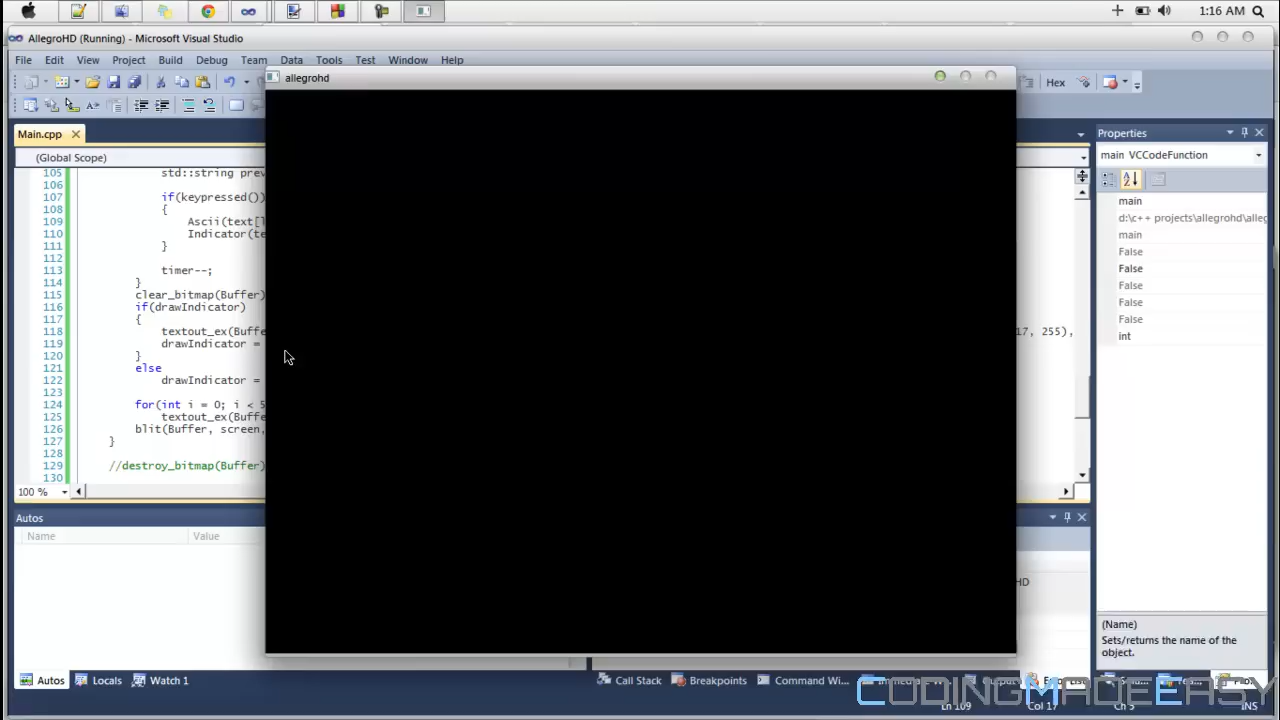 1:16 AM
AllegroHD (Running) - Microsoft Visual Studio
File Edit View Project Build Debug Team Data Tools Test Window Help
allegrohd
Hex
Main.cpp
Properties
(Global Scope)
main VCCodeFunction
105 std::string prev
106
107 if(keypressed())
108 {
109 Ascii(text[l
110 Indicator(te
111 }
112
113 timer--;
114 }
115 clear_bitmap(Buffer)
116 if(drawIndicator)
117 {
118 textout_ex(Buffe 17, 255),
119 drawIndicator =
120 }
121 else
122 drawIndicator =
123
124 for(int i = 0; i < 5
125 textout_ex(Buffe
126 blit(Buffer, screen,
127 }
128
129 //destroy_bitmap(Buffer)
130
main
d:\c++ projects\allegrohd\alleg
main
False
False
False
False
False
int
100 %
Autos
Name Value
HD
(Name)
Sets/returns the name of the
object.
Autos Locals Watch 1
Call Stack Breakpoints Command Wi...
CodingMadeEasy
Ln 109 Col 17 Ch 5 INS